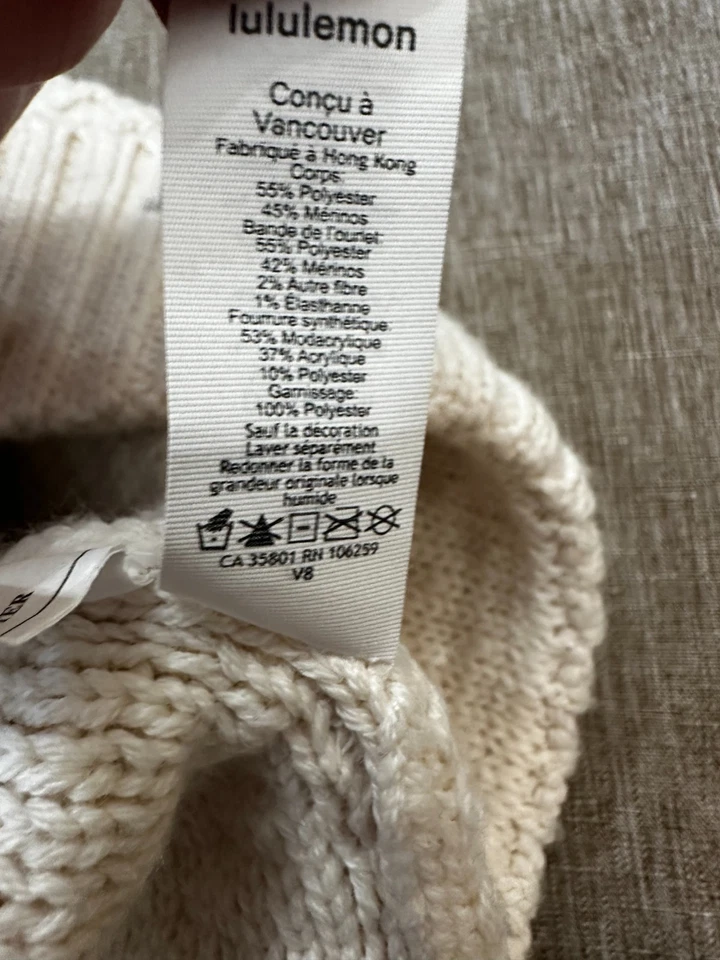 lululemon
Conçu à
Vancouver
Fabriqué à Hong Kong
Corps:
55% Polyester
45% Mérinos
Bande de l'ourlet:
55% Polyester
42% Mérinos
2% Autre fibre
1% Élasthanne
Fourrure synthétique:
53% Modacrylique
37% Acrylique
10% Polyester
Garnissage:
100% Polyester
Sauf la décoration
Laver séparément
Redonner la forme de la
grandeur originale lorsque
humide
CA 35801 RN 106259
V8